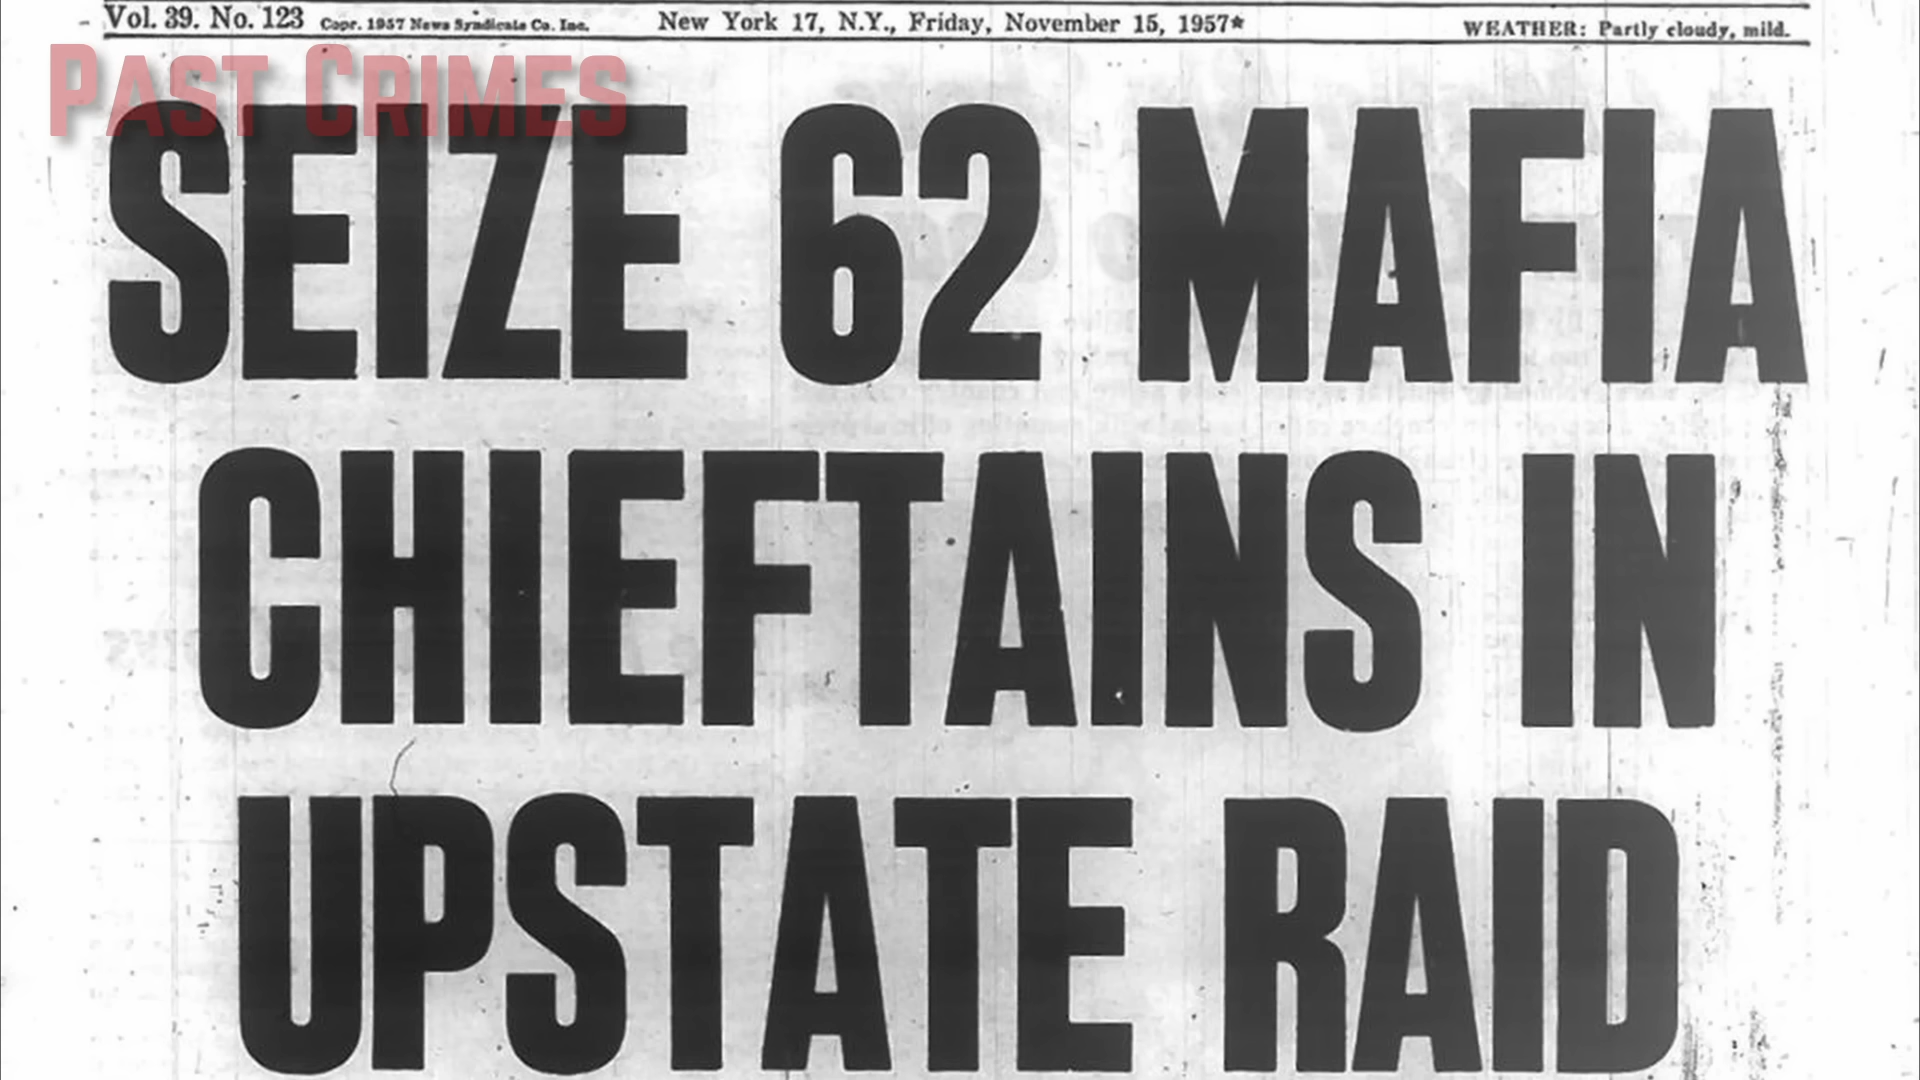 Vol. 39. No. 123 Copr. 1957 News Syndicate Co. Inc. New York 17, N.Y., Friday, November 15, 1957★ WEATHER: Partly cloudy, mild.
PAST CRIMES
SEIZE 62 MAFIA
CHIEFTAINS IN
UPSTATE RAID